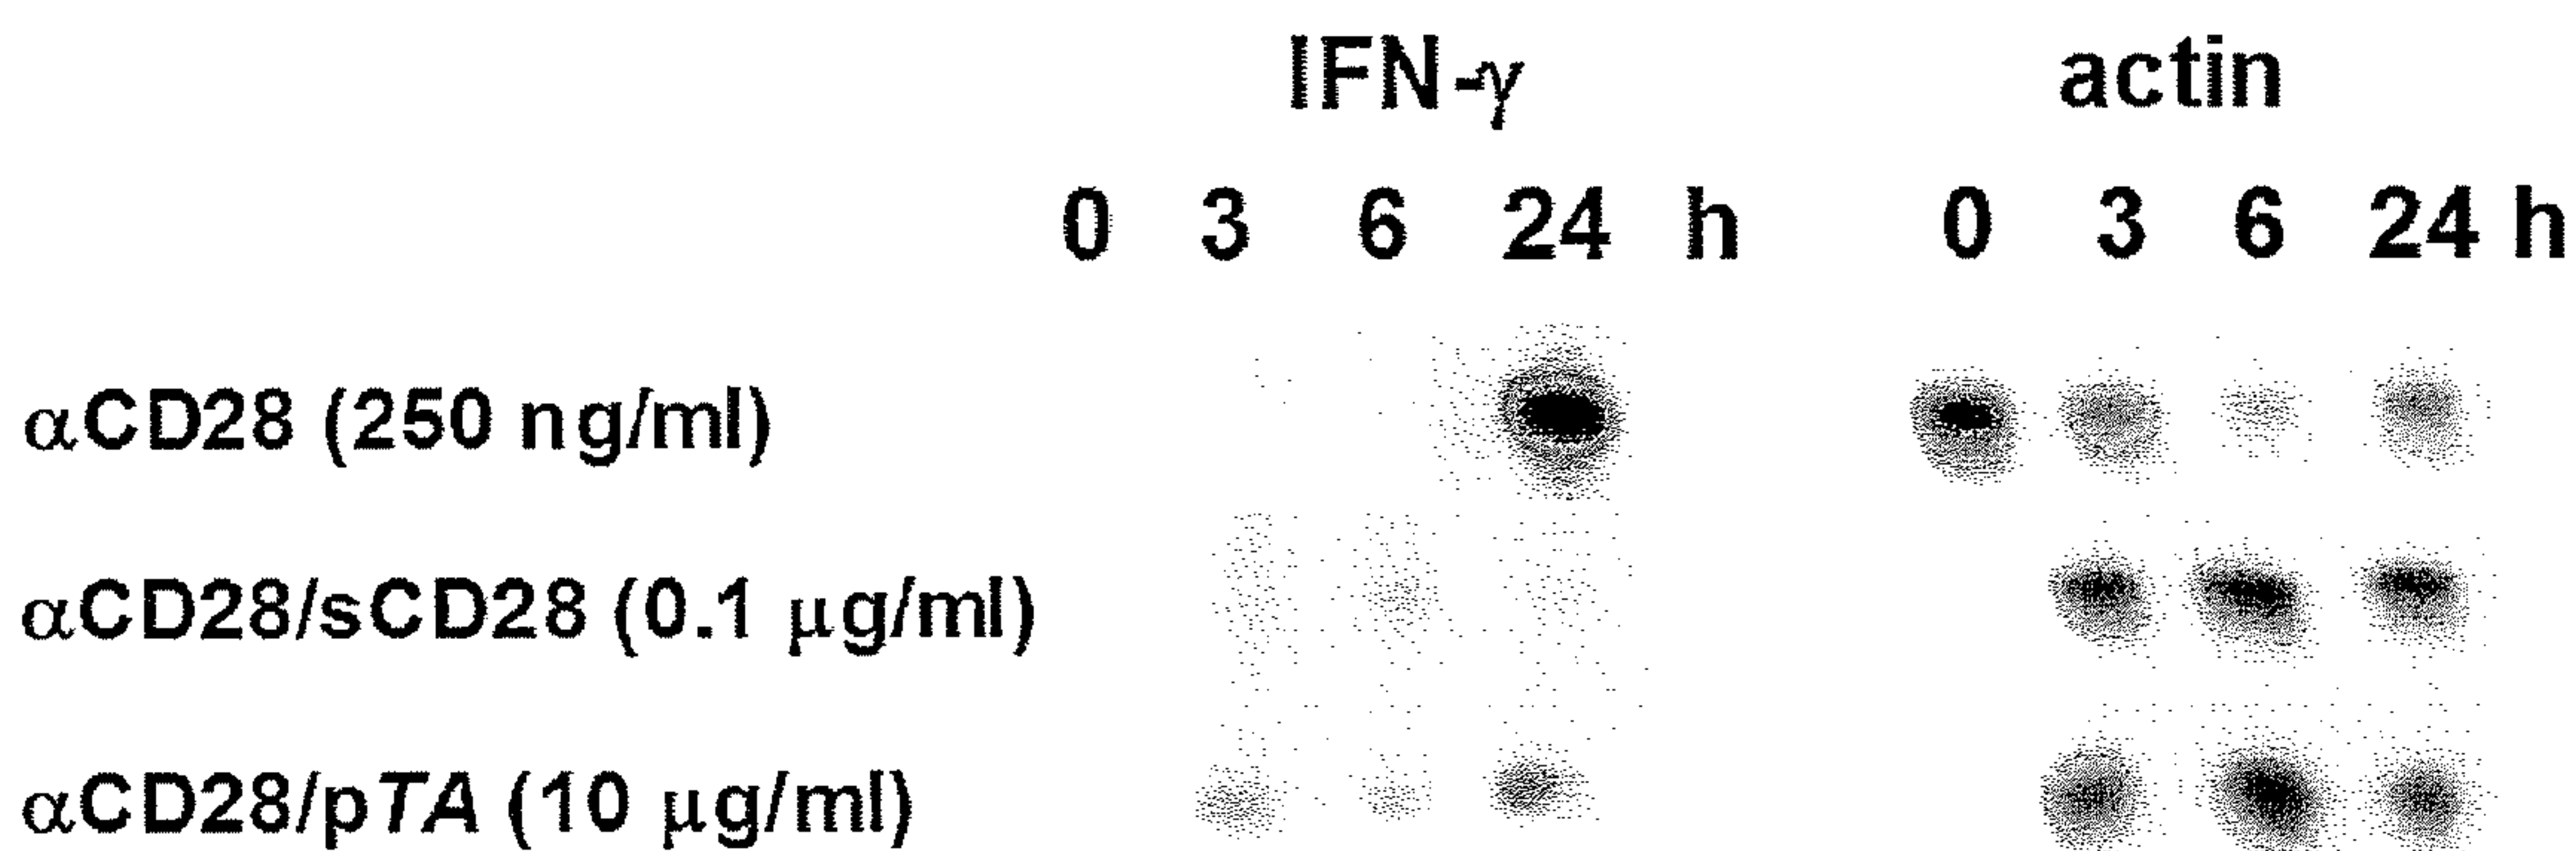 IFN-γ actin
0 3 6 24 h 0 3 6 24 h
αCD28 (250 ng/ml)
αCD28/sCD28 (0.1 μg/ml)
αCD28/pTA (10 μg/ml)